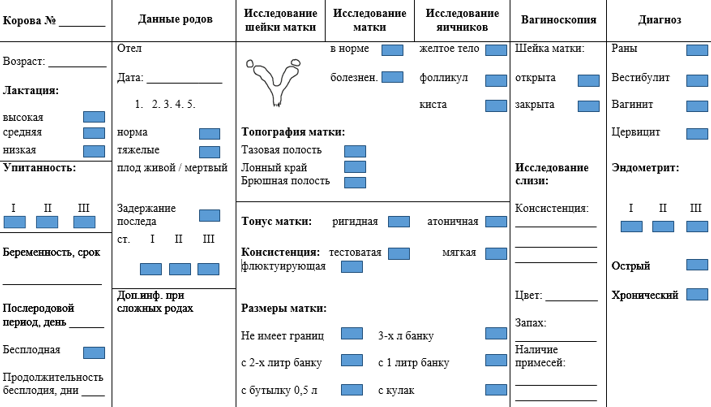 Корова № ________
Возраст: __________
Лактация:
высокая
средняя
низкая
Упитанность:
I II III
Беременность, срок
_________________
Послеродовой
период, день ______
Бесплодная
Продолжительность
бесплодия, дни ____
Данные родов
Отел
Дата: _____________
1. 2. 3. 4. 5.
норма
тяжелые
плод живой / мертвый
Задержание
последа
ст. I II III
Доп.инф. при
сложных родах
Исследование
шейки матки
Исследование
матки
Исследование
яичников
в норме желтое тело
болезнен. фолликул
киста
Топография матки:
Тазовая полость
Лонный край
Брюшная полость
Тонус матки: ригидная атоничная
Консистенция: тестоватая мягкая
флюктуирующая
Размеры матки:
Не имеет границ 3-х л банку
с 2-х литр банку с 1 литр банку
с бутылку 0,5 л с кулак
Вагиноскопия
Шейка матки:
открыта
закрыта
Исследование
слизи:
Консистенция:
______________
______________
______________
Цвет: _________
Запах:
______________
Наличие
примесей:
______________
______________
Диагноз
Раны
Вестибулит
Вагинит
Цервицит
Эндометрит:
I II III
Острый
Хронический